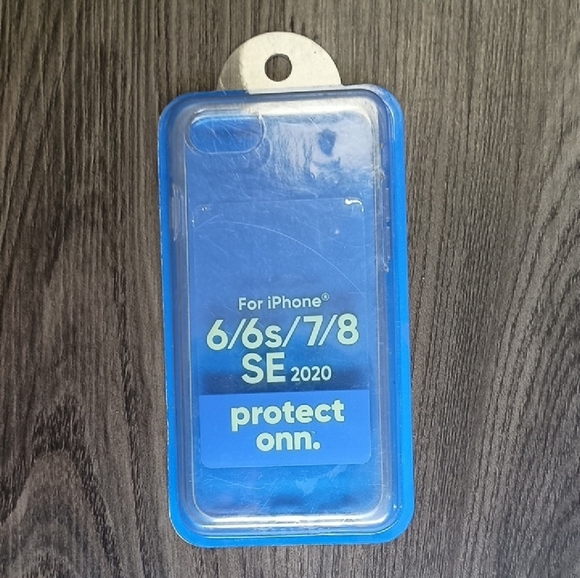 For iPhone®
6/6s/7/8
SE 2020
protect
onn.